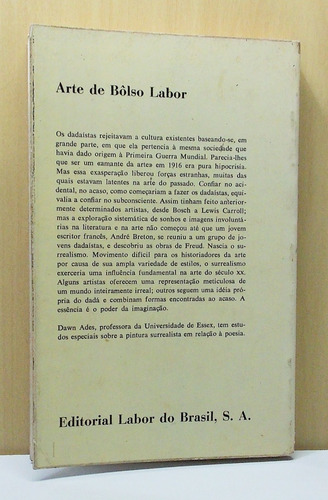 Arte de Bôlso Labor
Os dadaístas rejeitavam a cultura existentes baseando-se, em
grande parte, em que ela pertencia à mesma sociedade que
havia dado origem à Primeira Guerra Mundial. Parecia-lhes
que ser um «amante da artes em 1916 era pura hipocrisia.
Mas essa exasperação liberou forças estranhas, muitas das
quais estavam latentes na arte do passado. Confiar no aci-
dental, no acaso, como começariam a fazer os dadaístas, equi-
valia a confiar no subconsciente. Assim tinham feito anterior-
mente determinados artistas, desde Bosch a Lewis Carroll;
mas a exploração sistemática de sonhos e imagens involuntá-
rias na literatura e na arte não começou até que um jovem
escritor francês, André Breton, se reuniu a um grupo de jo-
vens dadaístas, e descobriu as obras de Freud. Nascia o su-
rrealismo. Movimento difícil para os historiadores da arte
por causa de sua ampla variedade de estilos, o surrealismo
exerceria uma influência fundamental na arte do século XX.
Alguns artistas oferecem uma representação meticulosa de
um mundo inteiramente irreal; outros seguem uma idéia pró-
pria do dadá e combinam formas encontradas ao acaso. A
essência é o poder da imaginação.
Dawn Ades, professora da Universidade de Essex, tem estu-
dos especiais sobre a pintura surrealista em relação à poesia.
Editorial Labor do Brasil, S. A.